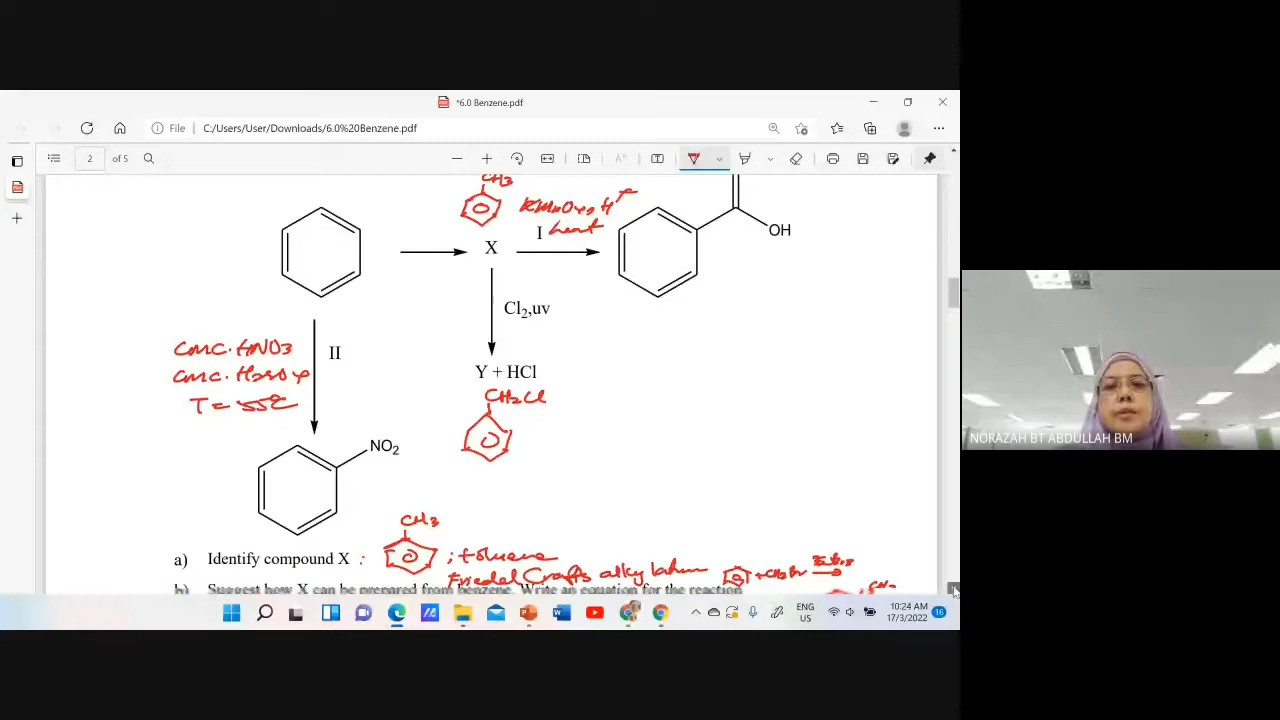 *6.0 Benzene.pdf
File C:/Users/User/Downloads/6.0%20Benzene.pdf
2 of 5
CH3
KMnO4, H+
heat
I
OH
X
Cl2,uv
conc. HNO3
conc. H2SO4
T = 55°C
II
Y + HCl
CH2Cl
NO2
CH3
a) Identify compound X : ; toluene
Friedel Crafts alkylation + CH3Br
b) Suggest how X can be prepared from benzene. Write an equation for the reaction
NORAZAH BT ABDULLAH BM
ENG
US
10:24 AM
17/3/2022
16